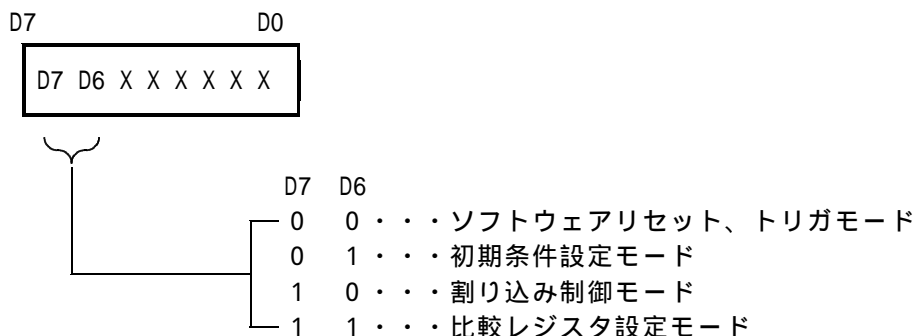 D7 D0
D7 D6 X X X X X X
D7 D6
0 0・・・ソフトウェアリセット、トリガモード
0 1・・・初期条件設定モード
1 0・・・割り込み制御モード
1 1・・・比較レジスタ設定モード